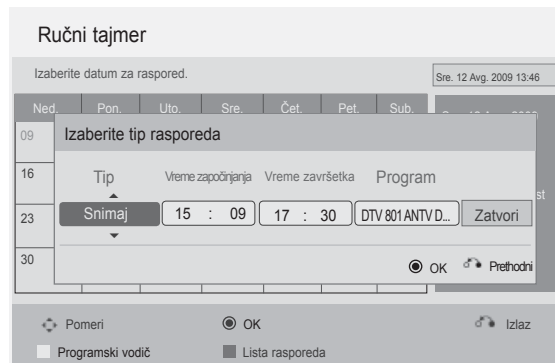 Ručni tajmer
Izaberite datum za raspored.
Sre. 12 Avg. 2009 13:46
Ned. Pon. Uto. Sre. Čet. Pet. Sub.
09
Izaberite tip rasporeda
16
Tip Vreme započinjanja Vreme završetka Program
st
23
Snimaj 15 : 09 17 : 30 DTV 801 ANTV D... Zatvori
30
OK Prethodni
Pomeri OK Izlaz
Programski vodič Lista rasporeda